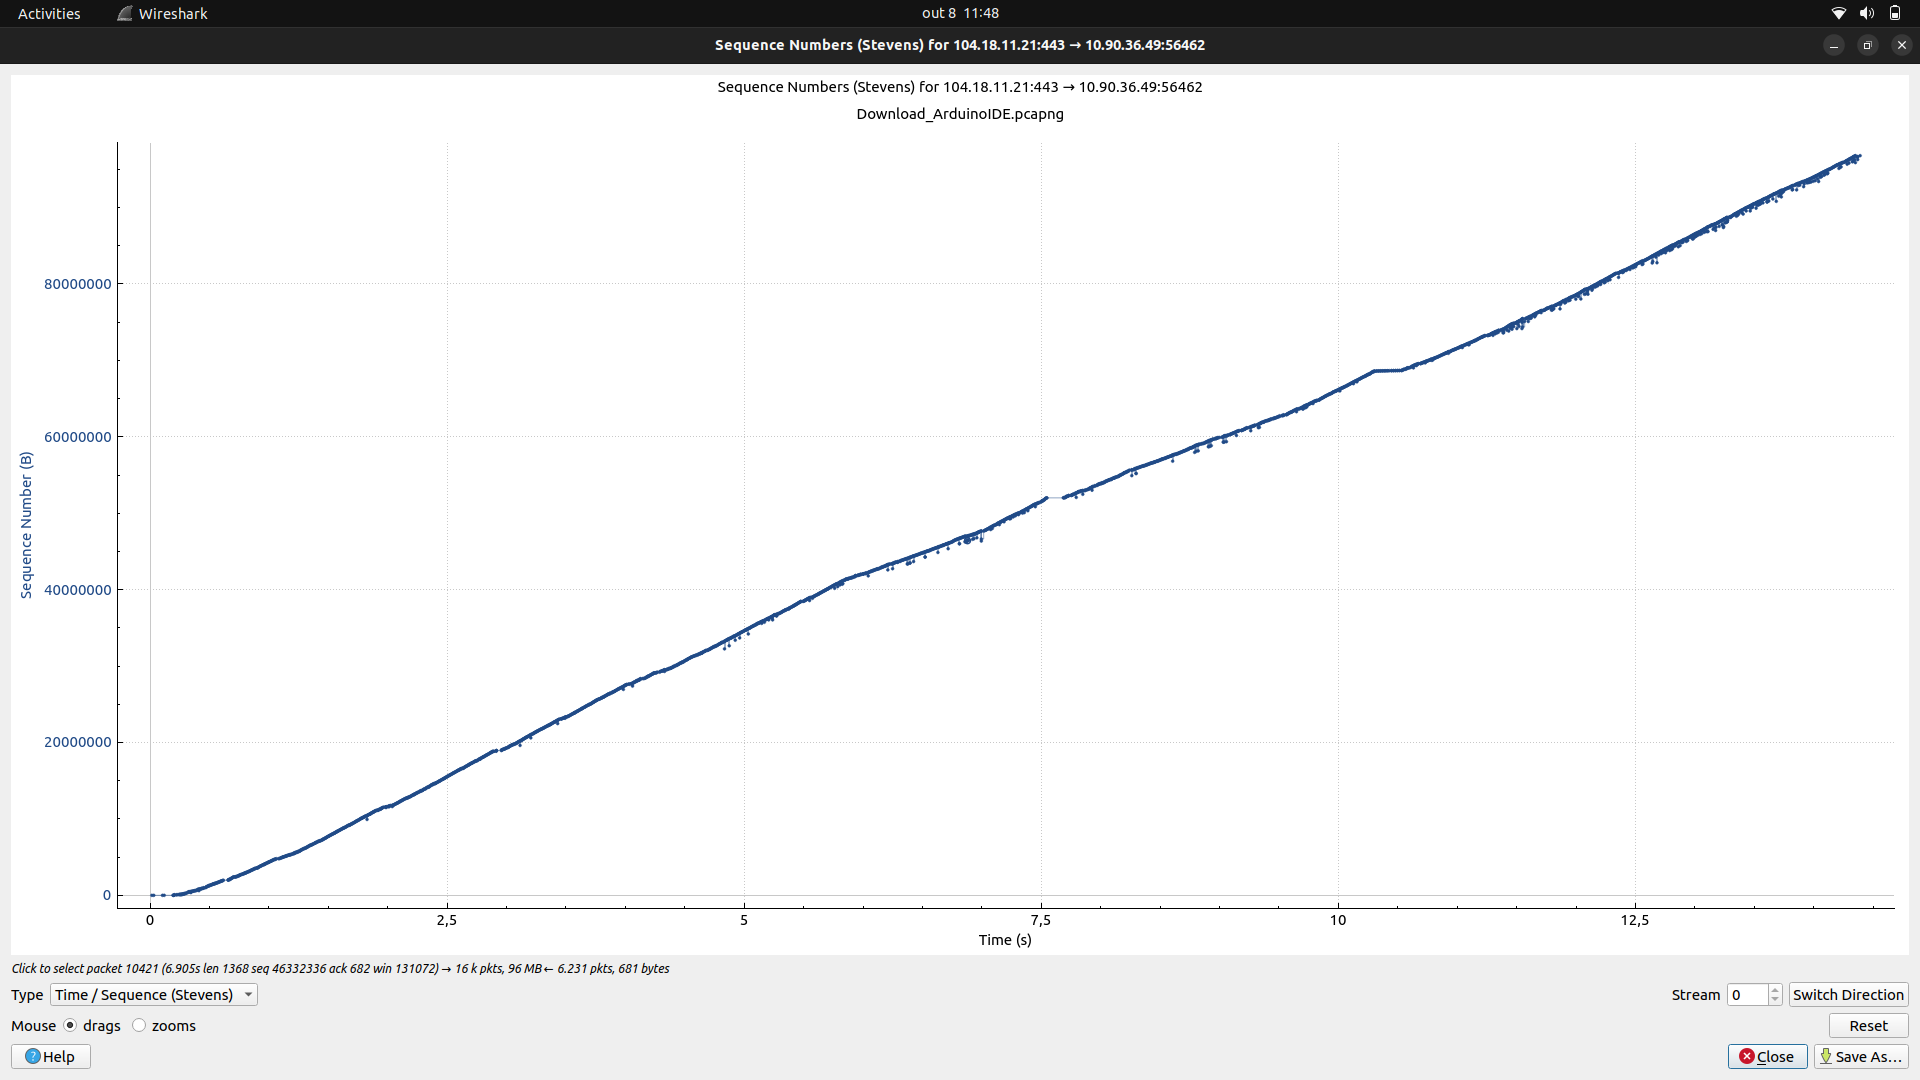 Activities
Wireshark
out 8 11:48
Sequence Numbers (Stevens) for 104.18.11.21:443 → 10.90.36.49:56462
Sequence Numbers (Stevens) for 104.18.11.21:443 → 10.90.36.49:56462
Download_ArduinoIDE.pcapng
Sequence Number (B)
80000000
60000000
40000000
20000000
0
0
2,5
5
7,5
10
12,5
Time (s)
Click to select packet 10421 (6.905s len 1368 seq 46332336 ack 682 win 131072) → 16 k pkts, 96 MB ← 6.231 pkts, 681 bytes
Type Time / Sequence (Stevens)
Stream 0 Switch Direction
Mouse drags zooms
Reset
Help
Close
Save As…